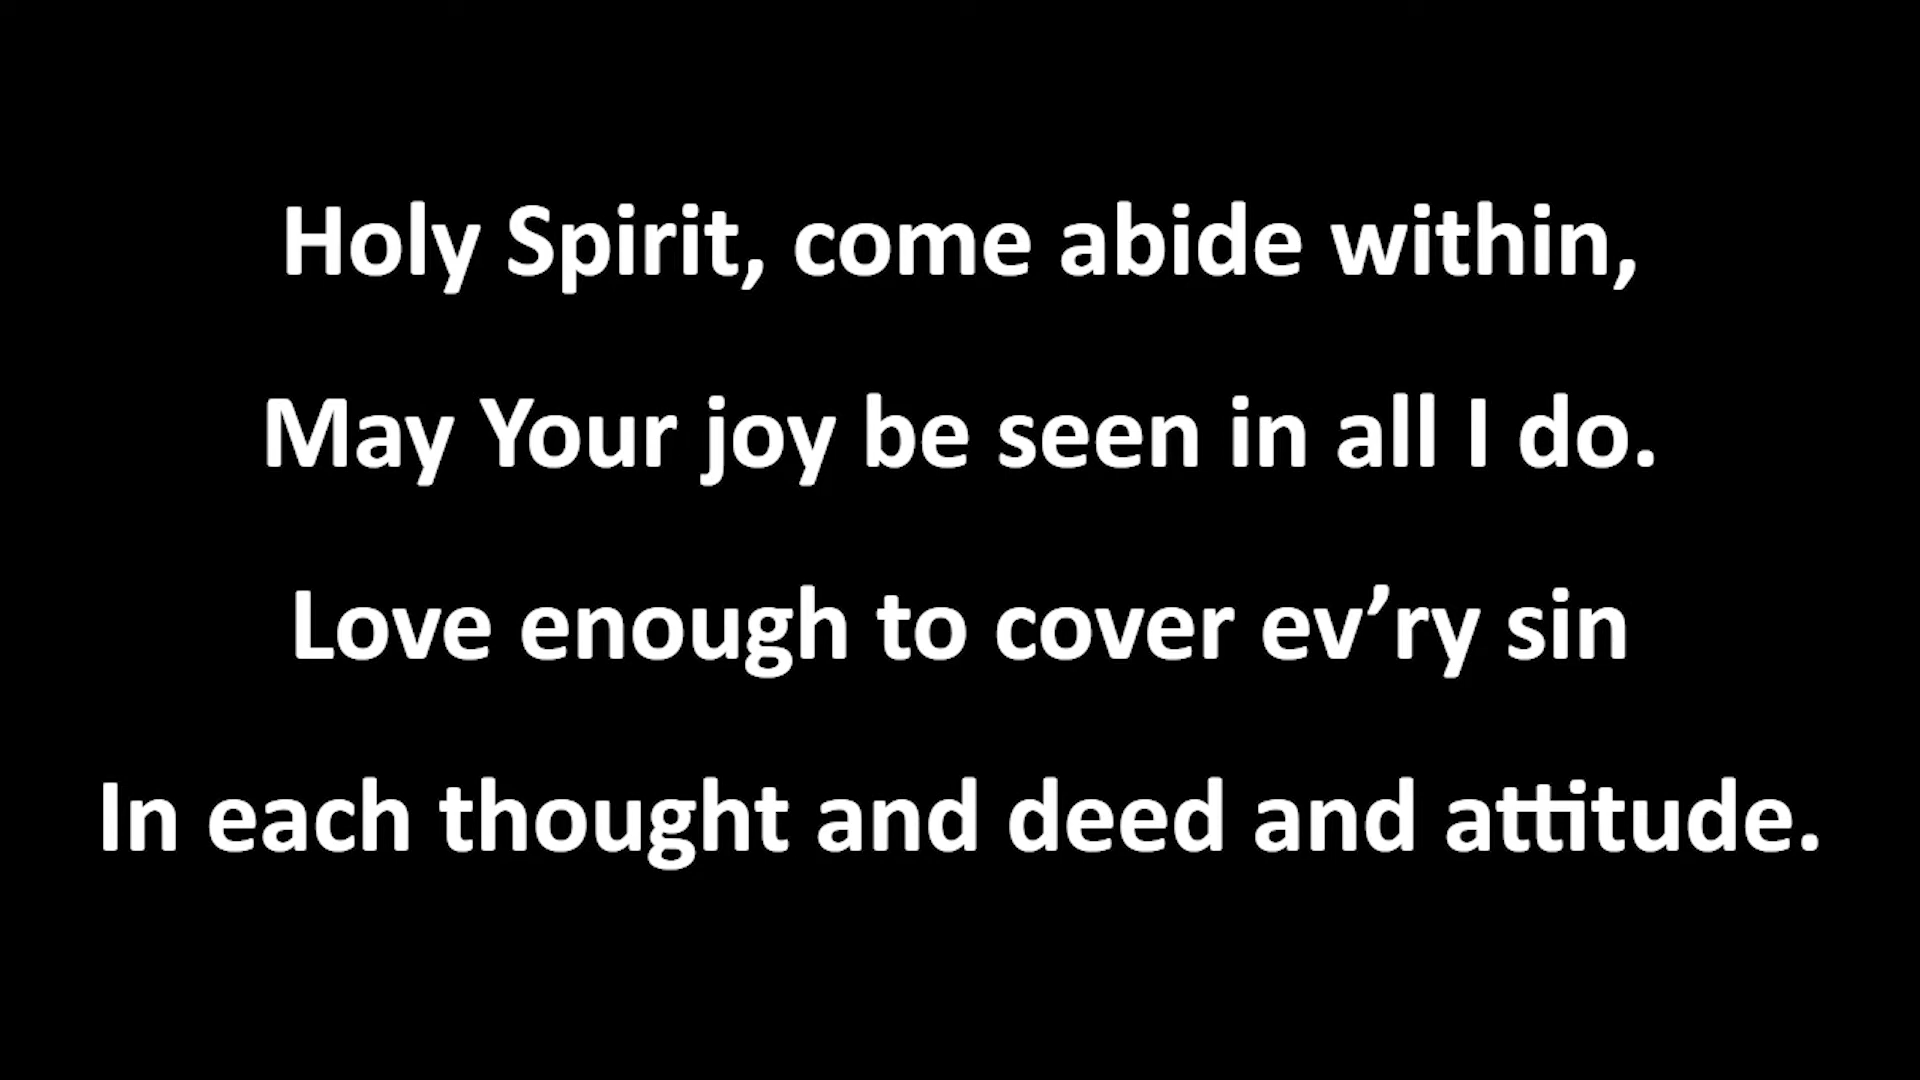 Holy Spirit, come abide within,
May Your joy be seen in all I do.
Love enough to cover ev’ry sin
In each thought and deed and attitude.